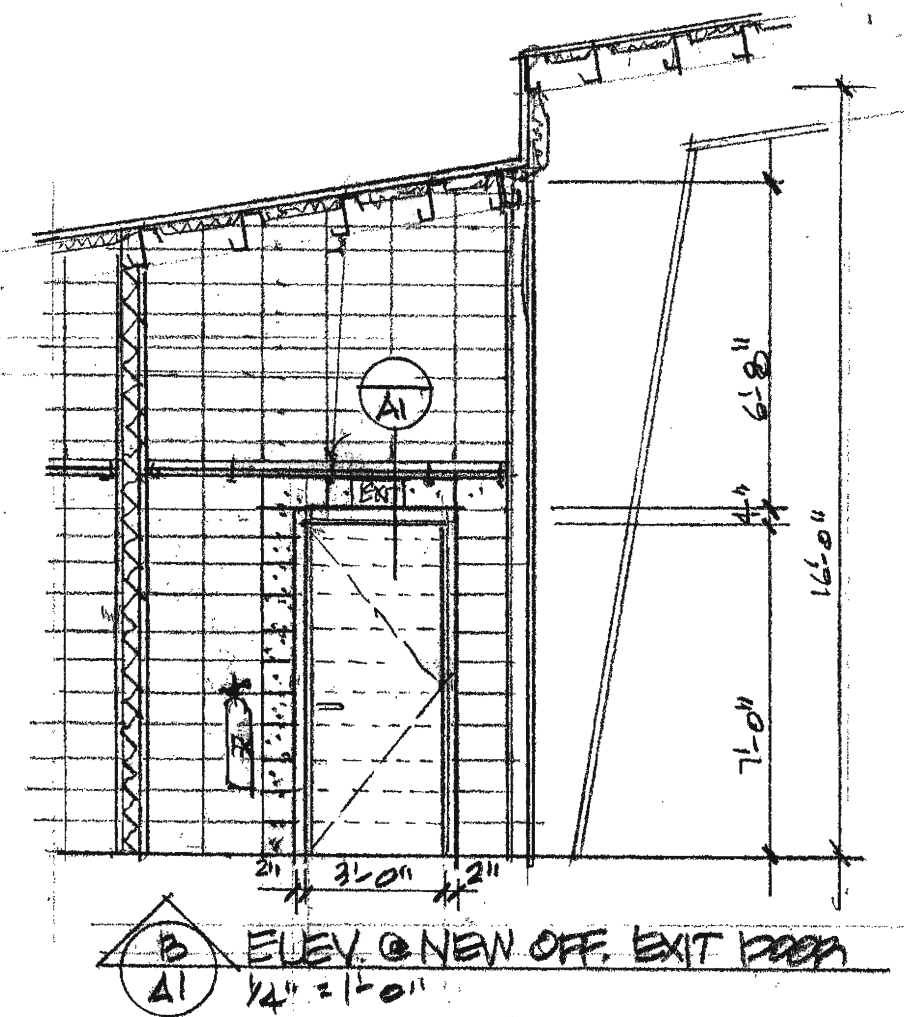 A1
EXIT
6'-8"
4"
16'-0"
7'-0"
FX
2" 3'-0" 2"
B ELEV. @ NEW OFF. EXIT DOOR
A1 1/4" = 1'-0"